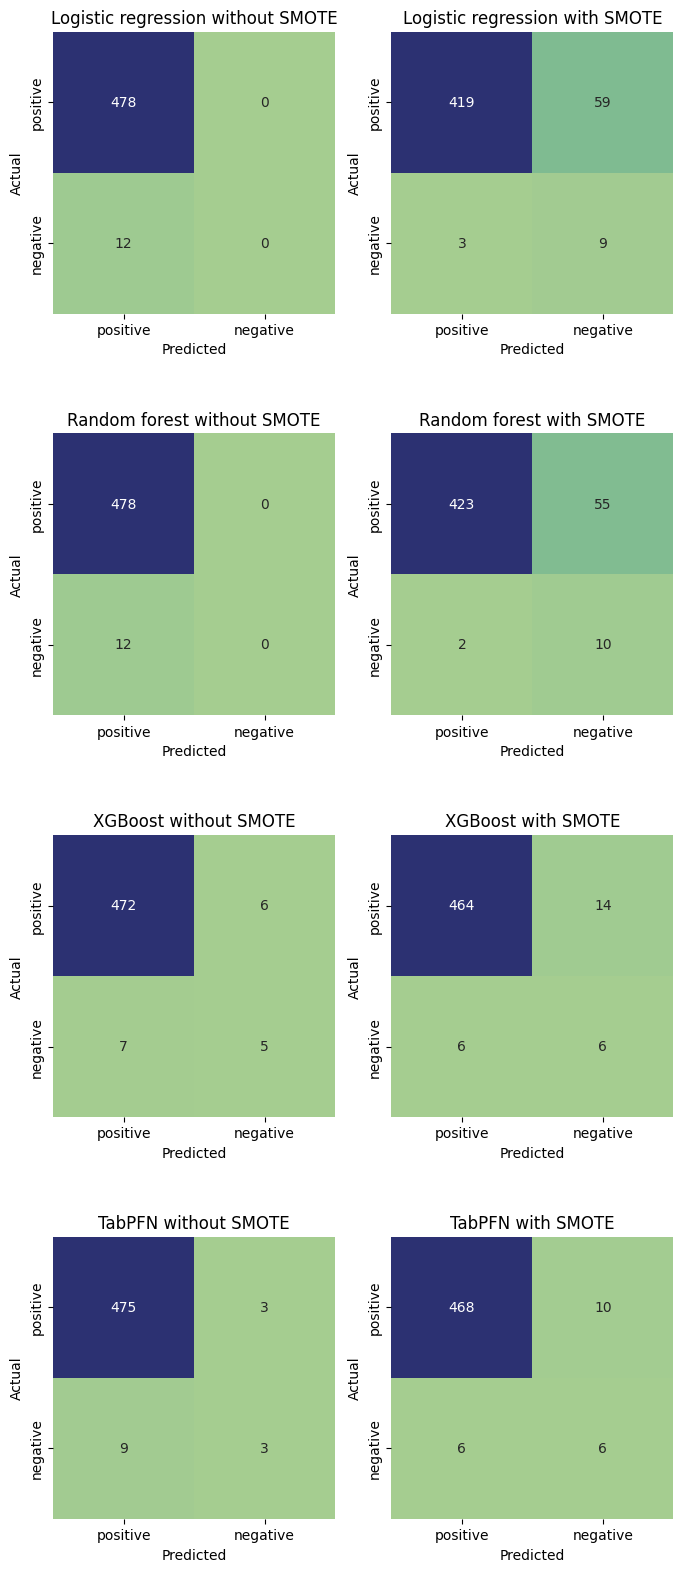 Logistic regression without SMOTE
Actual
positive
478
0
negative
12
0
positive
negative
Predicted
Logistic regression with SMOTE
Actual
positive
419
59
negative
3
9
positive
negative
Predicted
Random forest without SMOTE
Actual
positive
478
0
negative
12
0
positive
negative
Predicted
Random forest with SMOTE
Actual
positive
423
55
negative
2
10
positive
negative
Predicted
XGBoost without SMOTE
Actual
positive
472
6
negative
7
5
positive
negative
Predicted
XGBoost with SMOTE
Actual
positive
464
14
negative
6
6
positive
negative
Predicted
TabPFN without SMOTE
Actual
positive
475
3
negative
9
3
positive
negative
Predicted
TabPFN with SMOTE
Actual
positive
468
10
negative
6
6
positive
negative
Predicted